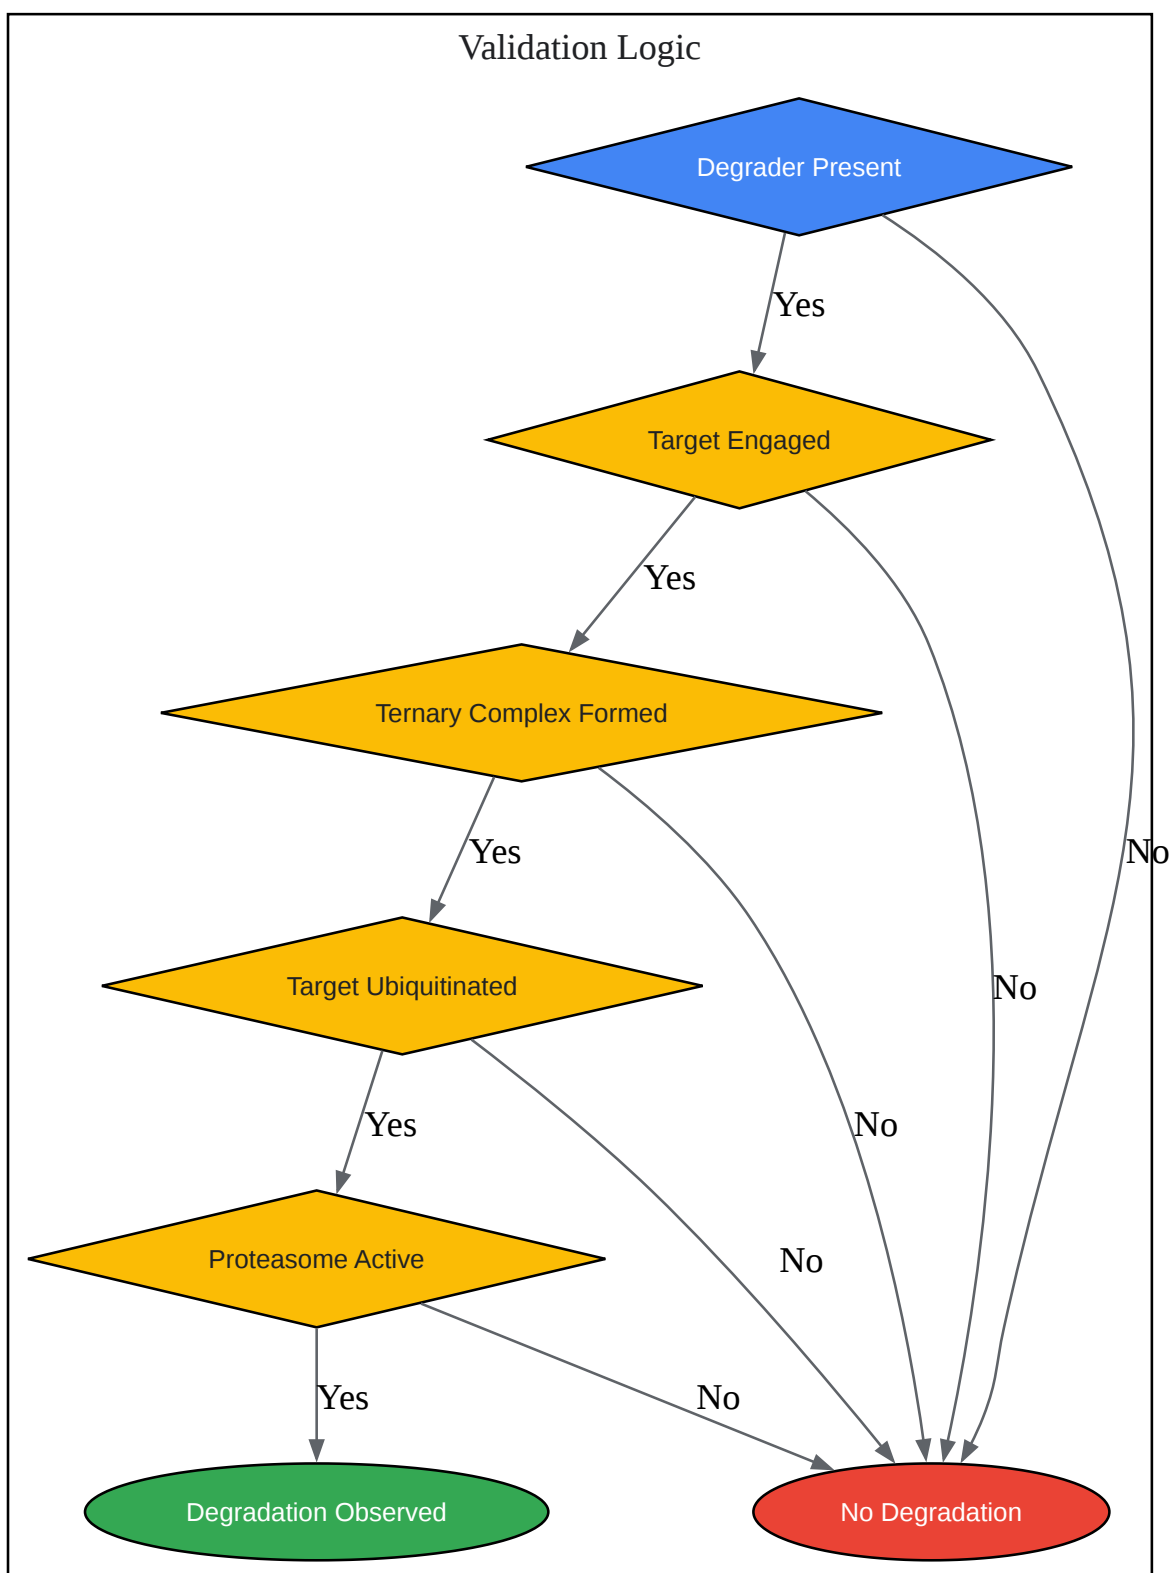 Validation Logic
Degrader Present
Yes
Target Engaged
Yes
Ternary Complex Formed
Yes
No
Target Ubiquitinated
No
Yes
No
Proteasome Active
No
Yes
No
Degradation Observed
No Degradation